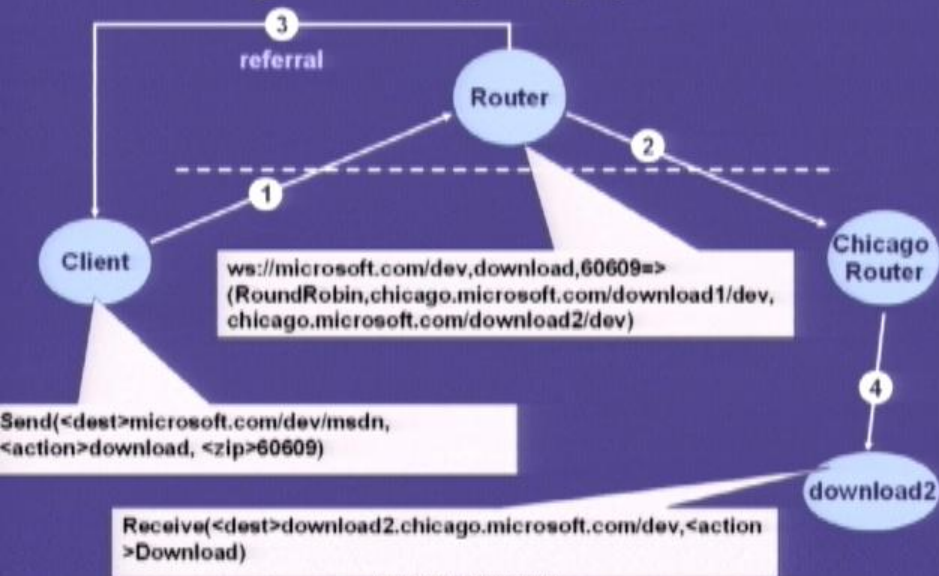 3
referral
Router
2
1
Client
Chicago
Router
ws://microsoft.com/dev,download,60609=>
(RoundRobin,chicago.microsoft.com/download1/dev,
chicago.microsoft.com/download2/dev)
4
Send(<dest>microsoft.com/dev/msdn,
<action>download, <zip>60609)
download2
Receive(<dest>download2.chicago.microsoft.com/dev,<action
>Download)